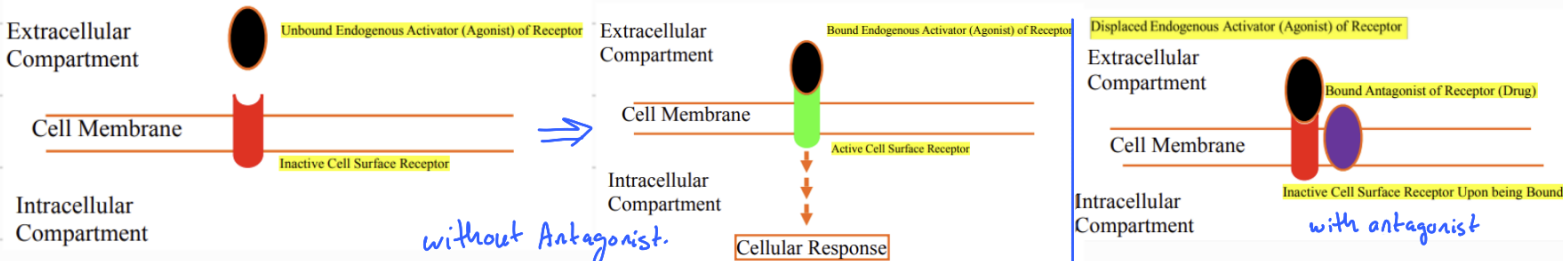 Extracellular
Compartment
Unbound Endogenous Activator (Agonist) of Receptor
Cell Membrane
Inactive Cell Surface Receptor
Intracellular
Compartment
without Antagonist.
Extracellular
Compartment
Bound Endogenous Activator (Agonist) of Receptor
Cell Membrane
Active Cell Surface Receptor
Intracellular
Compartment
Cellular Response
Displaced Endogenous Activator (Agonist) of Receptor
Extracellular
Compartment
Bound Antagonist of Receptor (Drug)
Cell Membrane
Inactive Cell Surface Receptor Upon being Bound
Intracellular
Compartment
with antagonist